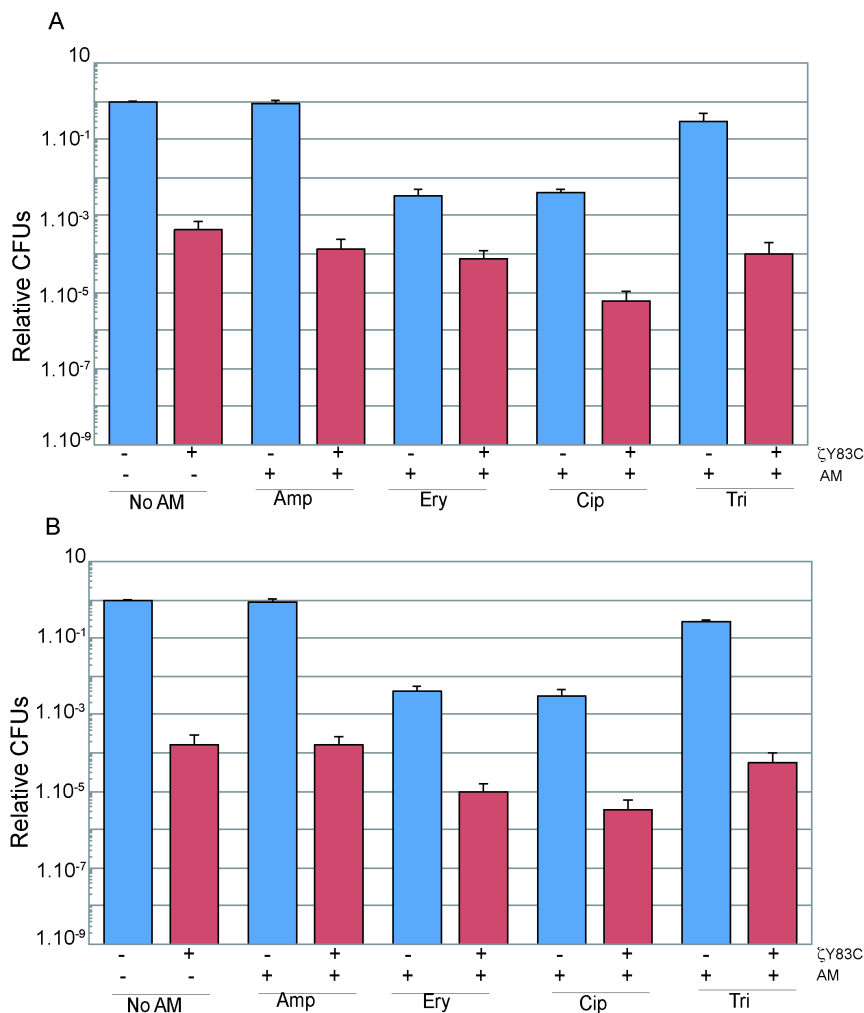 A
10
1.10-1
1.10-3
1.10-5
1.10-7
1.10-9
Relative CFUs
- + - + - + - + - + ζY83C
- - + + + + + + + + AM
No AM Amp Ery Cip Tri
B
10
1.10-1
1.10-3
1.10-5
1.10-7
1.10-9
Relative CFUs
- + - + - + - + - + ζY83C
- - + + + + + + + + AM
No AM Amp Ery Cip Tri